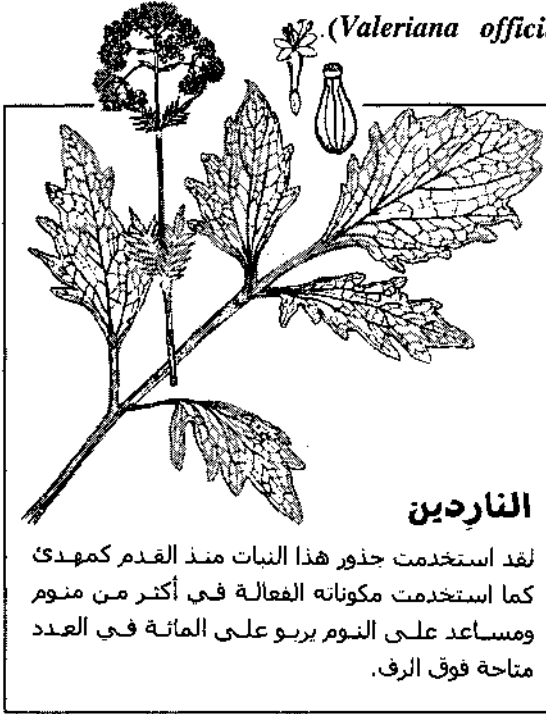 (Valeriana offici
الناردين
لقد استخدمت جذور هذا النبات منذ القدم كمهدئ
كما استخدمت مكوناته الفعالة في أكثر من منوم
ومساعد على النوم يربو على المائة في العدد
متاحة فوق الرف.